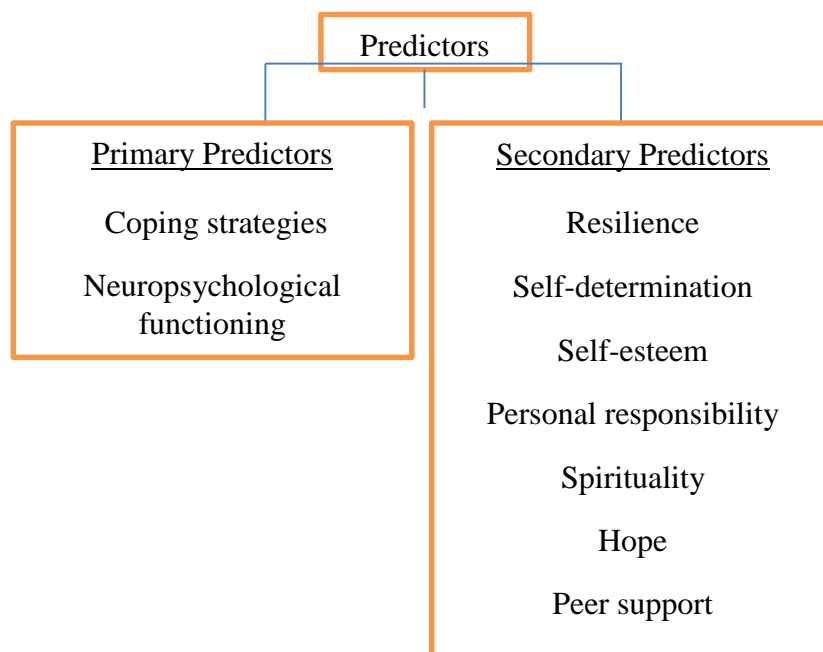 Predictors
Primary Predictors
Coping strategies
Neuropsychological
functioning
Secondary Predictors
Resilience
Self-determination
Self-esteem
Personal responsibility
Spirituality
Hope
Peer support